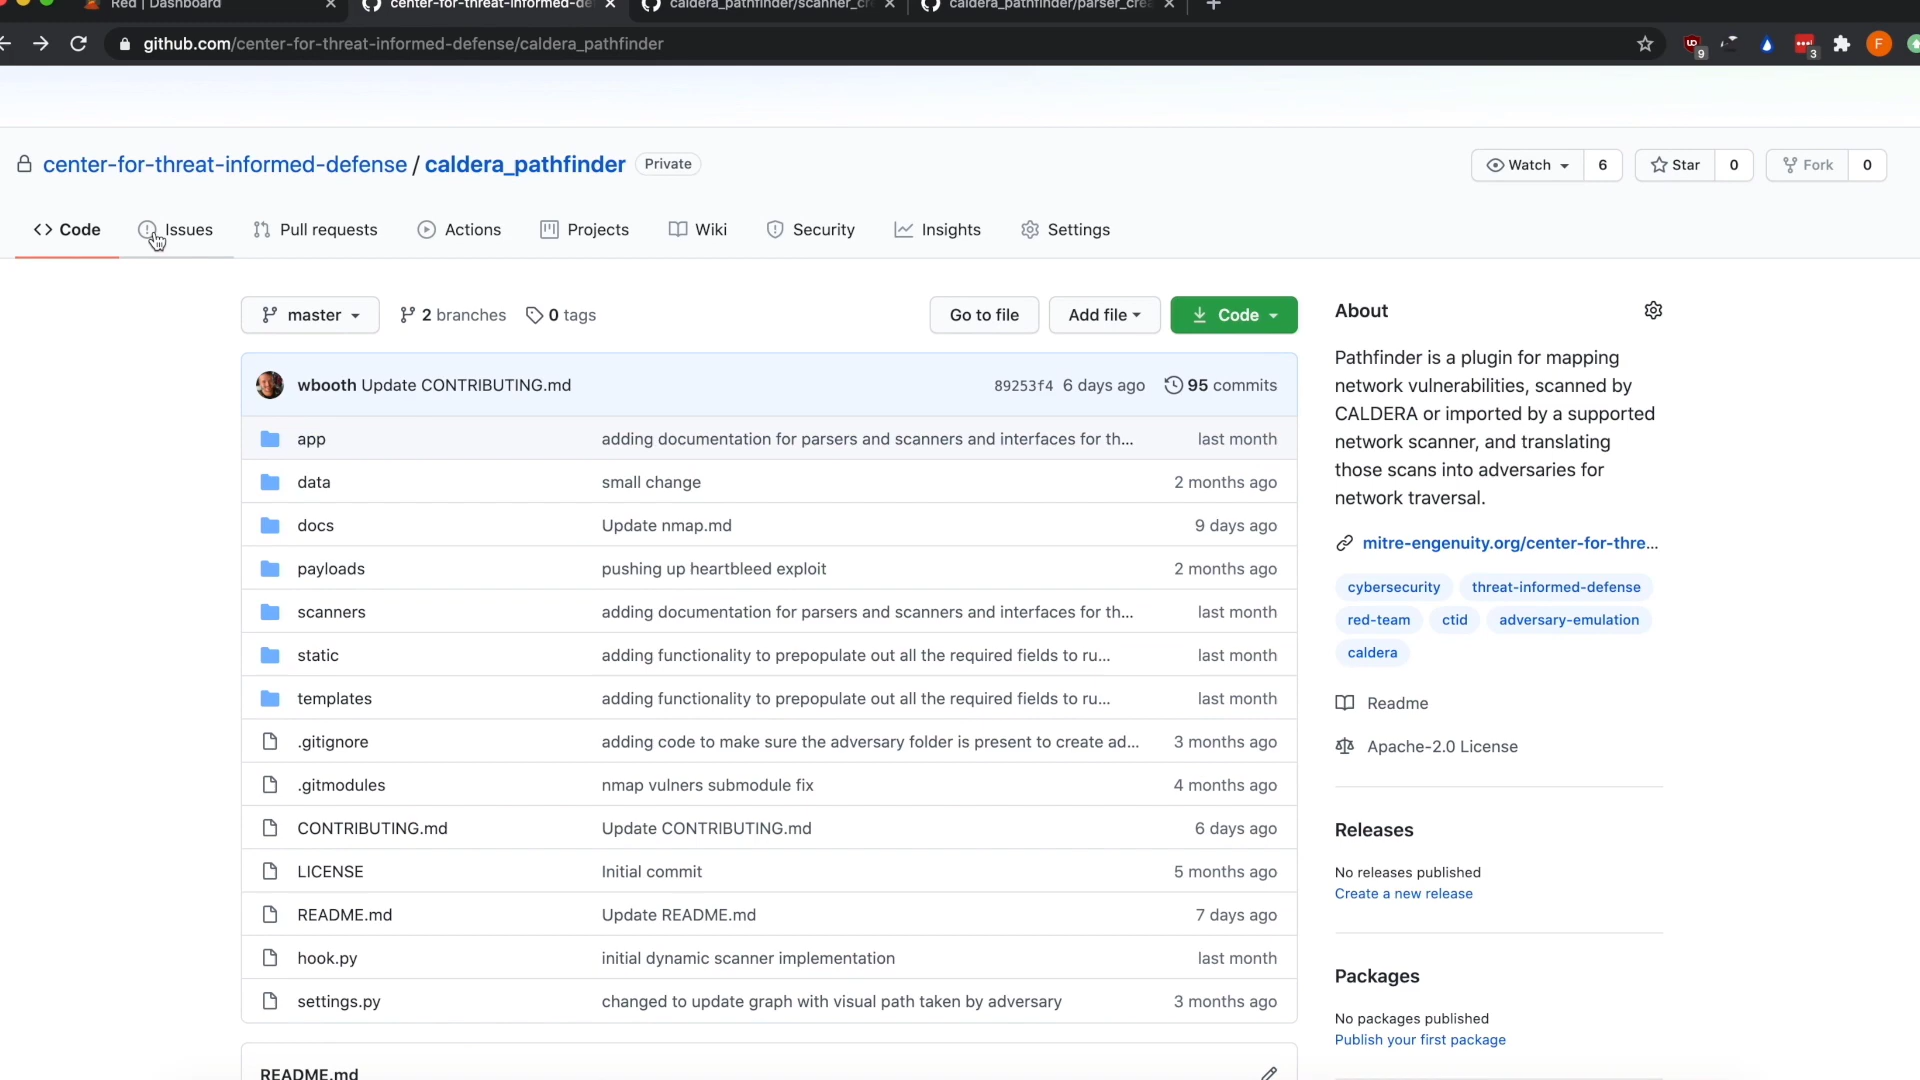 Red | Dashboard
center-for-threat-informed-de
caldera_pathfinder/scanner_cre
caldera_pathfinder/parser_crea
github.com/center-for-threat-informed-defense/caldera_pathfinder
9
3
F
center-for-threat-informed-defense / caldera_pathfinder Private
Watch 6
Star 0
Fork 0
Code
Issues
Pull requests
Actions
Projects
Wiki
Security
Insights
Settings
master
2 branches
0 tags
Go to file
Add file
Code
wbooth Update CONTRIBUTING.md 89253f4 6 days ago 95 commits
app adding documentation for parsers and scanners and interfaces for th... last month
data small change 2 months ago
docs Update nmap.md 9 days ago
payloads pushing up heartbleed exploit 2 months ago
scanners adding documentation for parsers and scanners and interfaces for th... last month
static adding functionality to prepopulate out all the required fields to ru... last month
templates adding functionality to prepopulate out all the required fields to ru... last month
.gitignore adding code to make sure the adversary folder is present to create ad... 3 months ago
.gitmodules nmap vulners submodule fix 4 months ago
CONTRIBUTING.md Update CONTRIBUTING.md 6 days ago
LICENSE Initial commit 5 months ago
README.md Update README.md 7 days ago
hook.py initial dynamic scanner implementation last month
settings.py changed to update graph with visual path taken by adversary 3 months ago
README.md
About
Pathfinder is a plugin for mapping
network vulnerabilities, scanned by
CALDERA or imported by a supported
network scanner, and translating
those scans into adversaries for
network traversal.
mitre-engenuity.org/center-for-thre...
cybersecurity threat-informed-defense
red-team ctid adversary-emulation
caldera
Readme
Apache-2.0 License
Releases
No releases published
Create a new release
Packages
No packages published
Publish your first package